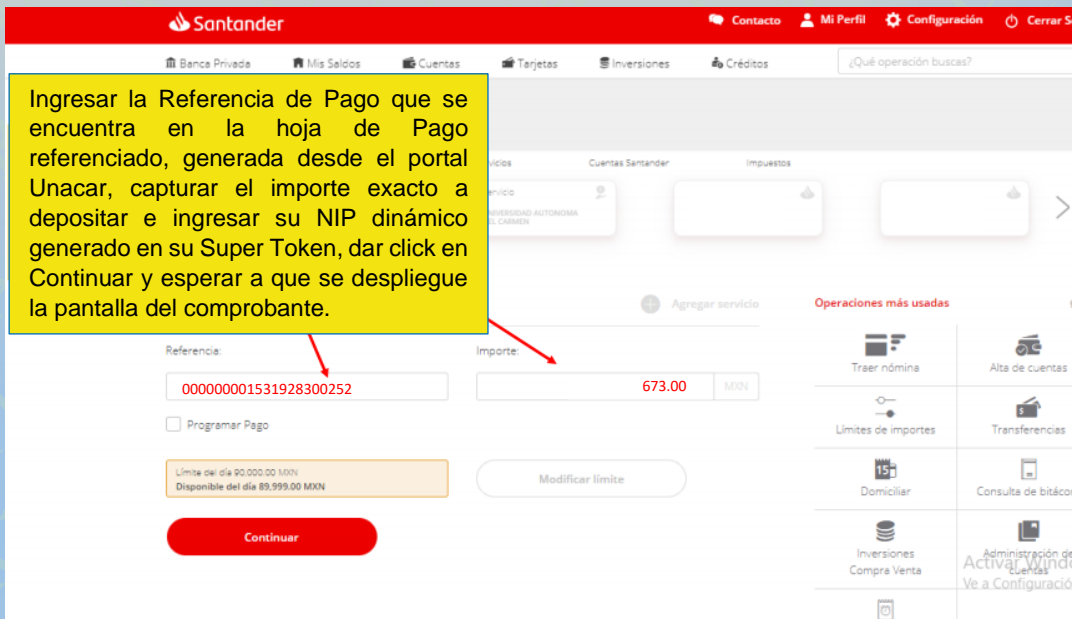 Santander
Contacto Mi Perfil Configuración Cerrar S
Banca Privada Mis Saldos Cuentas Tarjetas Inversiones Créditos ¿Qué operación buscas?
Ingresar la Referencia de Pago que se
encuentra en la hoja de Pago
referenciado, generada desde el portal
Unacar, capturar el importe exacto a
depositar e ingresar su NIP dinámico
generado en su Super Token, dar click en
Continuar y esperar a que se despliegue
la pantalla del comprobante.
Cuentas Santander Impuestos
AUTONOMA
CARMEN
Agregar servicio
Operaciones más usadas
Referencia:
Importe:
000000001531928300252
673.00 MXN
Programar Pago
Límite del día 90,000.00 MXN
Disponible del día 89,999.00 MXN
Modificar límite
Continuar
Traer nómina Alta de cuentas
Límites de importes Transferencias
15
Domiciliar Consulta de bitáco
Inversiones
Compra Venta
Administración de
cuentas
Activar Windo
Ve a Configuració